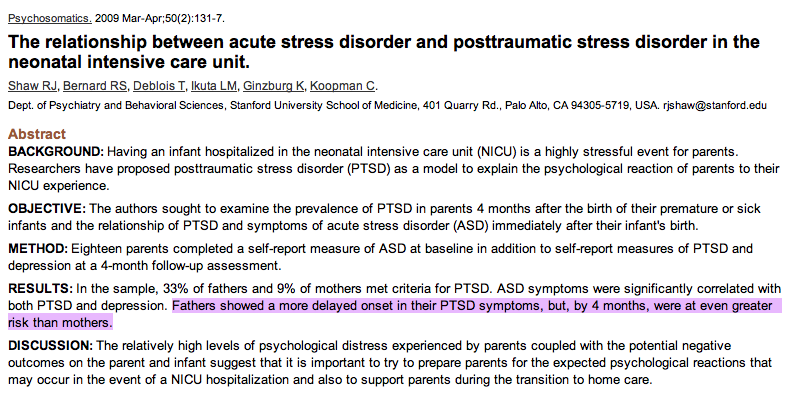 Psychosomatics. 2009 Mar-Apr;50(2):131-7.
The relationship between acute stress disorder and posttraumatic stress disorder in the
neonatal intensive care unit.
Shaw RJ, Bernard RS, Deblois T, Ikuta LM, Ginzburg K, Koopman C.
Dept. of Psychiatry and Behavioral Sciences, Stanford University School of Medicine, 401 Quarry Rd., Palo Alto, CA 94305-5719, USA. rjshaw@stanford.edu
Abstract
BACKGROUND: Having an infant hospitalized in the neonatal intensive care unit (NICU) is a highly stressful event for parents.
Researchers have proposed posttraumatic stress disorder (PTSD) as a model to explain the psychological reaction of parents to their
NICU experience.
OBJECTIVE: The authors sought to examine the prevalence of PTSD in parents 4 months after the birth of their premature or sick
infants and the relationship of PTSD and symptoms of acute stress disorder (ASD) immediately after their infant's birth.
METHOD: Eighteen parents completed a self-report measure of ASD at baseline in addition to self-report measures of PTSD and
depression at a 4-month follow-up assessment.
RESULTS: In the sample, 33% of fathers and 9% of mothers met criteria for PTSD. ASD symptoms were significantly correlated with
both PTSD and depression. Fathers showed a more delayed onset in their PTSD symptoms, but, by 4 months, were at even greater
risk than mothers.
DISCUSSION: The relatively high levels of psychological distress experienced by parents coupled with the potential negative
outcomes on the parent and infant suggest that it is important to try to prepare parents for the expected psychological reactions that
may occur in the event of a NICU hospitalization and also to support parents during the transition to home care.